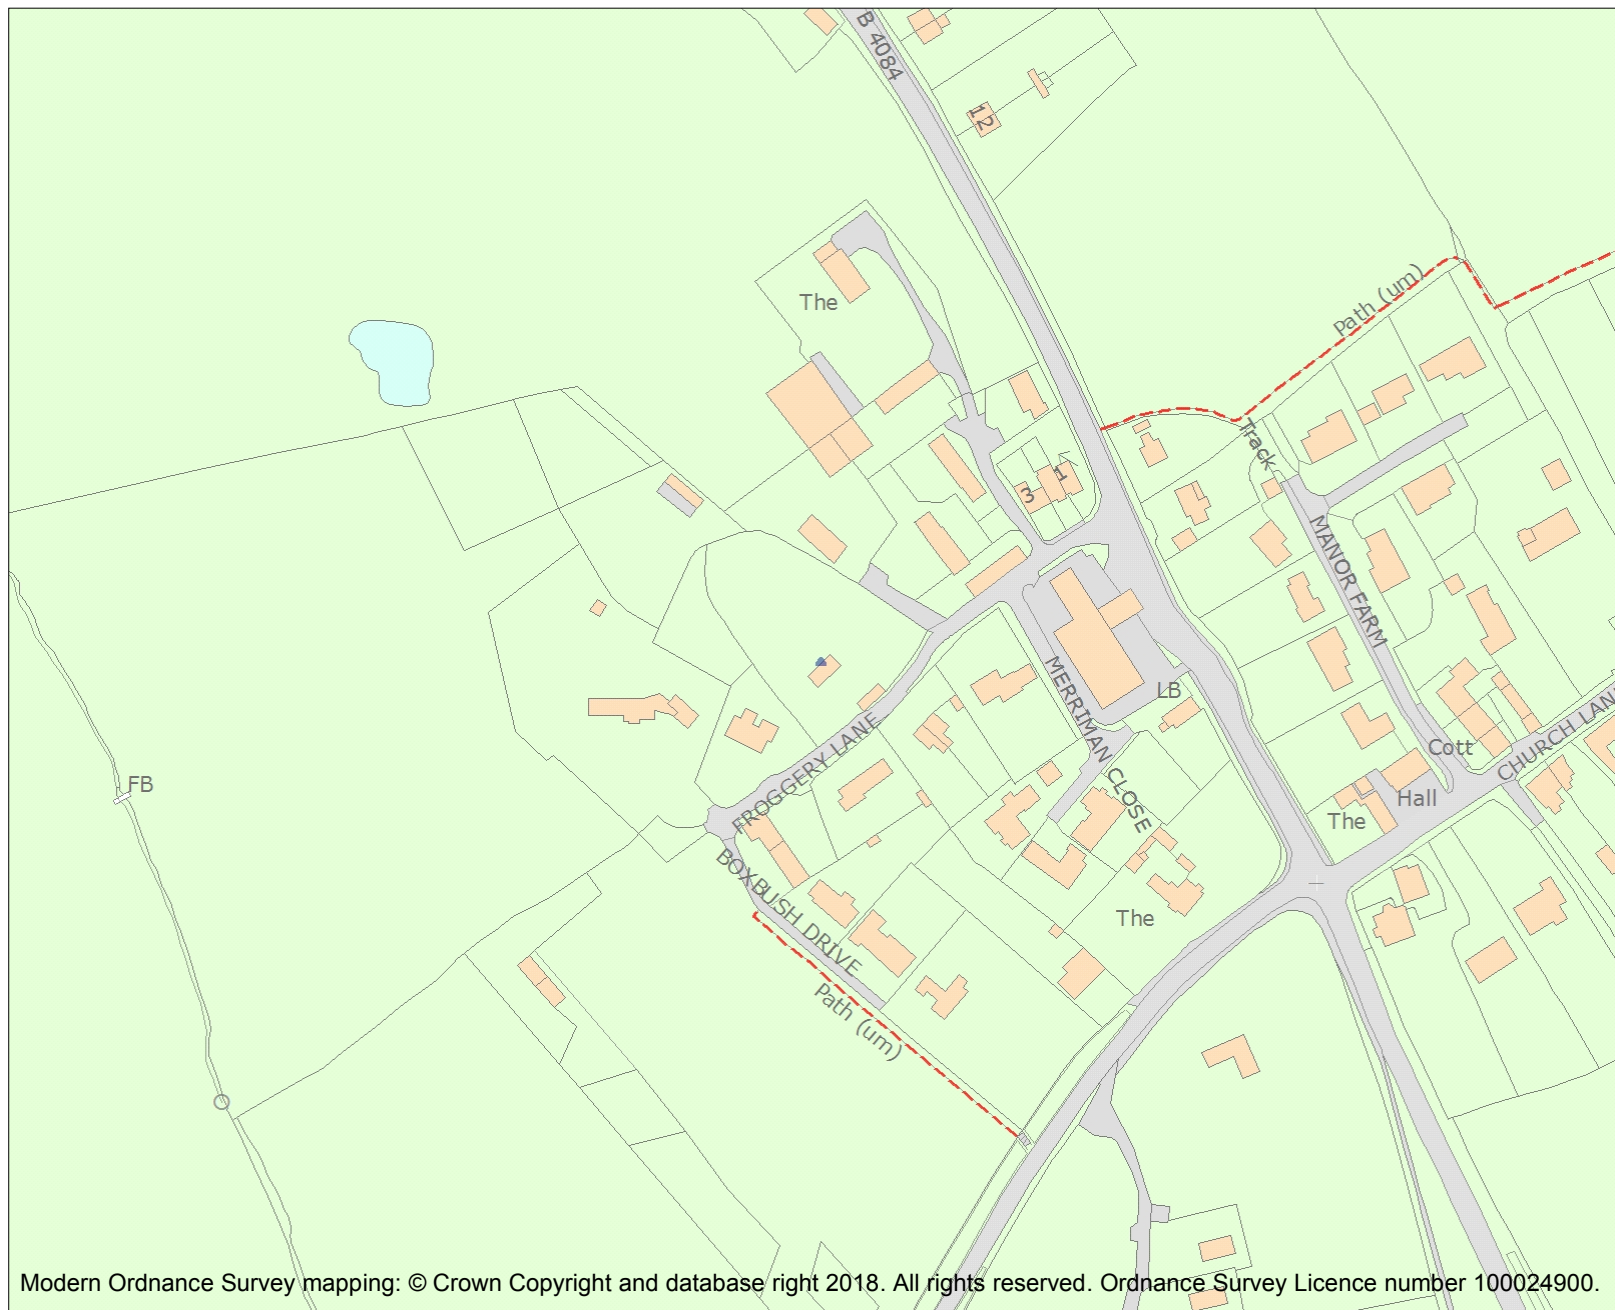 B 4084
12
The
Path (um)
Track
1
3
MANOR FARM
MERRIMAN CLOSE
LB
CHURCH LANE
Cott
FB
FROGGERY LANE
Hall
The
BOXBUSH DRIVE
The
Path (um)
Modern Ordnance Survey mapping: © Crown Copyright and database right 2018. All rights reserved. Ordnance Survey Licence number 100024900.